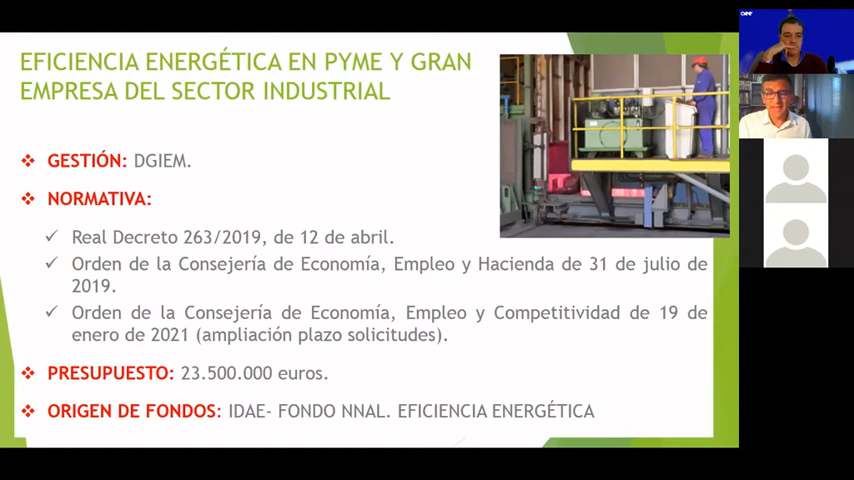 EFICIENCIA ENERGÉTICA EN PYME Y GRAN
EMPRESA DEL SECTOR INDUSTRIAL
GESTIÓN: DGIEM.
NORMATIVA:
Real Decreto 263/2019, de 12 de abril.
Orden de la Consejería de Economía, Empleo y Hacienda de 31 de julio de
2019.
Orden de la Consejería de Economía, Empleo y Competitividad de 19 de
enero de 2021 (ampliación plazo solicitudes).
PRESUPUESTO: 23.500.000 euros.
ORIGEN DE FONDOS: IDAE- FONDO NNAL. EFICIENCIA ENERGÉTICA